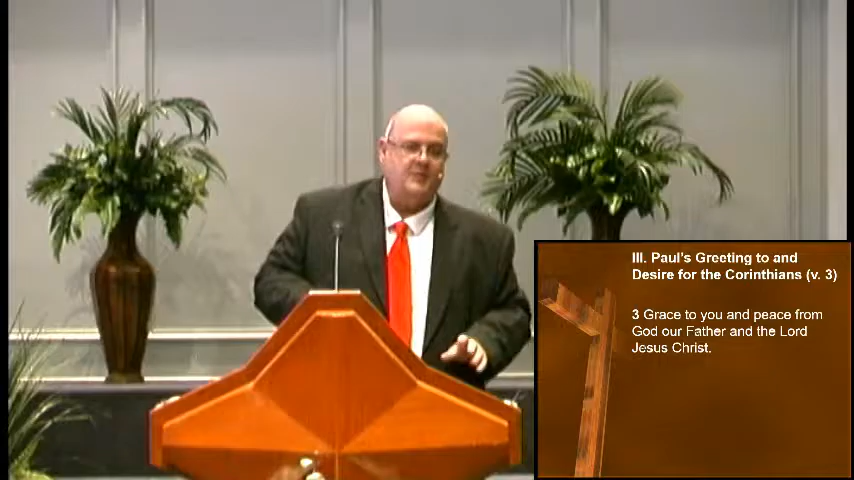 III. Paul's Greeting to and
Desire for the Corinthians (v. 3)
3 Grace to you and peace from
God our Father and the Lord
Jesus Christ.